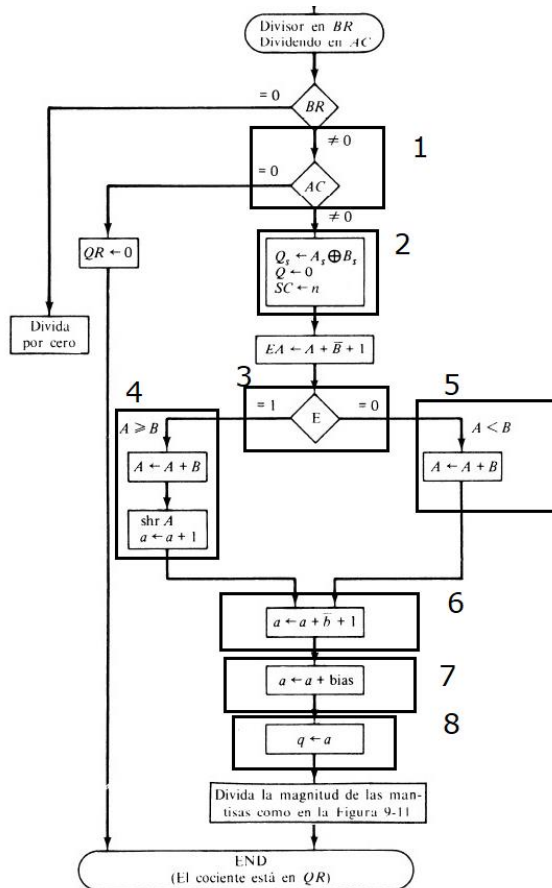 Divisor en BR
Dividendo en AC
= 0
BR
≠ 0
1
= 0
AC
≠ 0
2
QR ← 0
Qₛ ← Aₛ ⊕ Bₛ
Q ← 0
SC ← n
Divida
por cero
EA ← A + B̅ + 1
3
4
5
= 1
E
= 0
A ⩾ B
A < B
A ← A + B
A ← A + B
shr A
a ← a + 1
6
a ← a + b̅ + 1
7
a ← a + bias
8
q ← a
Divida la magnitud de las man-
tisas como en la Figura 9-11
END
(El cociente está en QR)